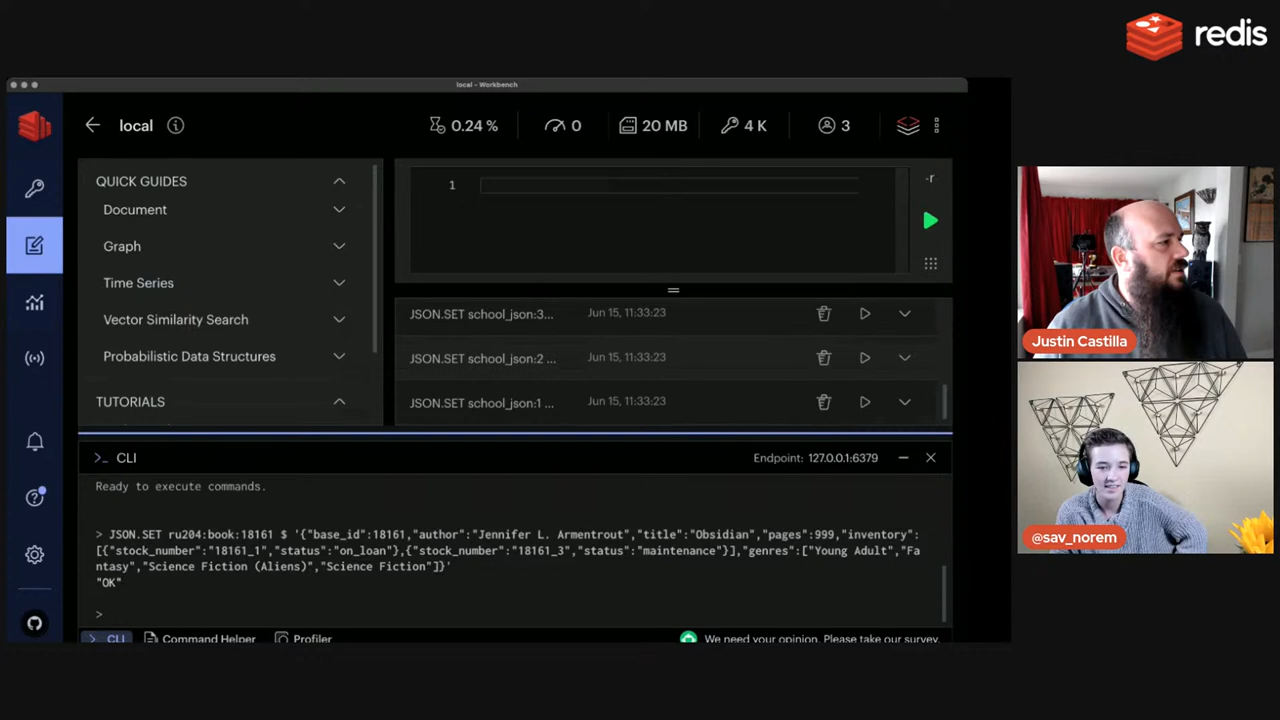 redis
local - Workbench
local
0.24 %
0
20 MB
4 K
3
QUICK GUIDES
Document
Graph
Time Series
Vector Similarity Search
Probabilistic Data Structures
TUTORIALS
1
-r
JSON.SET school_json:3...
Jun 15, 11:33:23
JSON.SET school_json:2 ...
Jun 15, 11:33:23
JSON.SET school_json:1 ...
Jun 15, 11:33:23
>_ CLI
Endpoint: 127.0.0.1:6379
Ready to execute commands.
> JSON.SET ru204:book:18161 $ '{"base_id":18161,"author":"Jennifer L. Armentrout","title":"Obsidian","pages":999,"inventory":
[{"stock_number":"18161_1","status":"on_loan"},{"stock_number":"18161_3","status":"maintenance"}],"genres":["Young Adult","Fa
ntasy","Science Fiction (Aliens)","Science Fiction"]}'
"OK"
>
CLI
Command Helper
Profiler
We need your opinion. Please take our survey.
Justin Castilla
@sav_norem